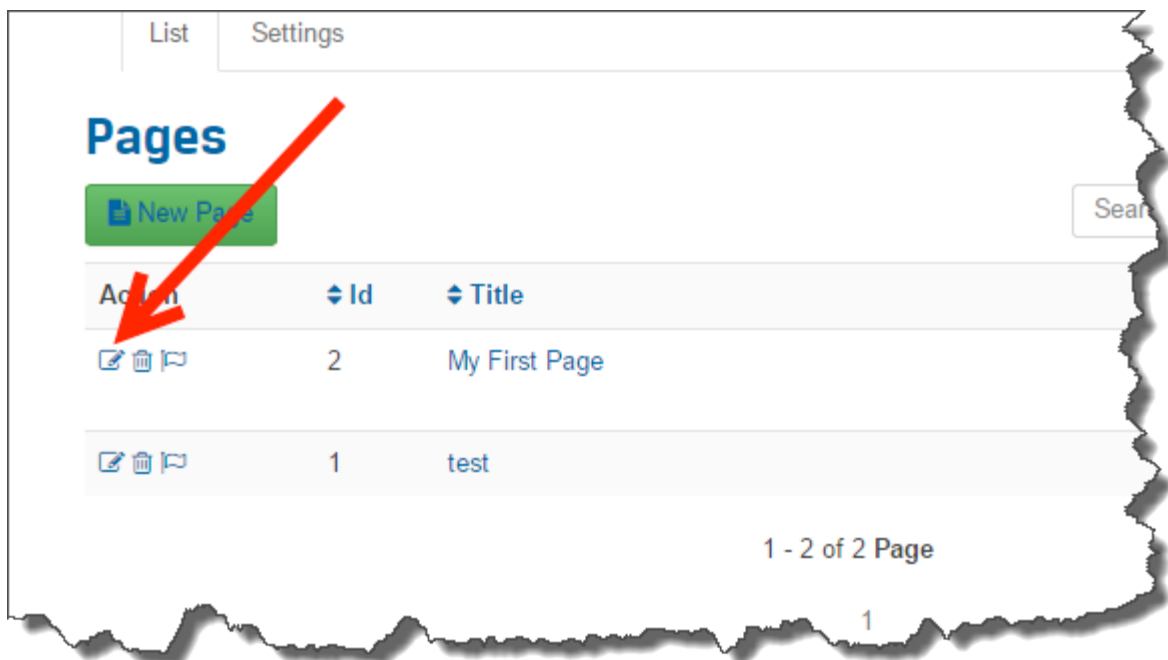 List Settings
Pages
New Page
Action Id Title
2 My First Page
1 test
1 - 2 of 2 Page
1